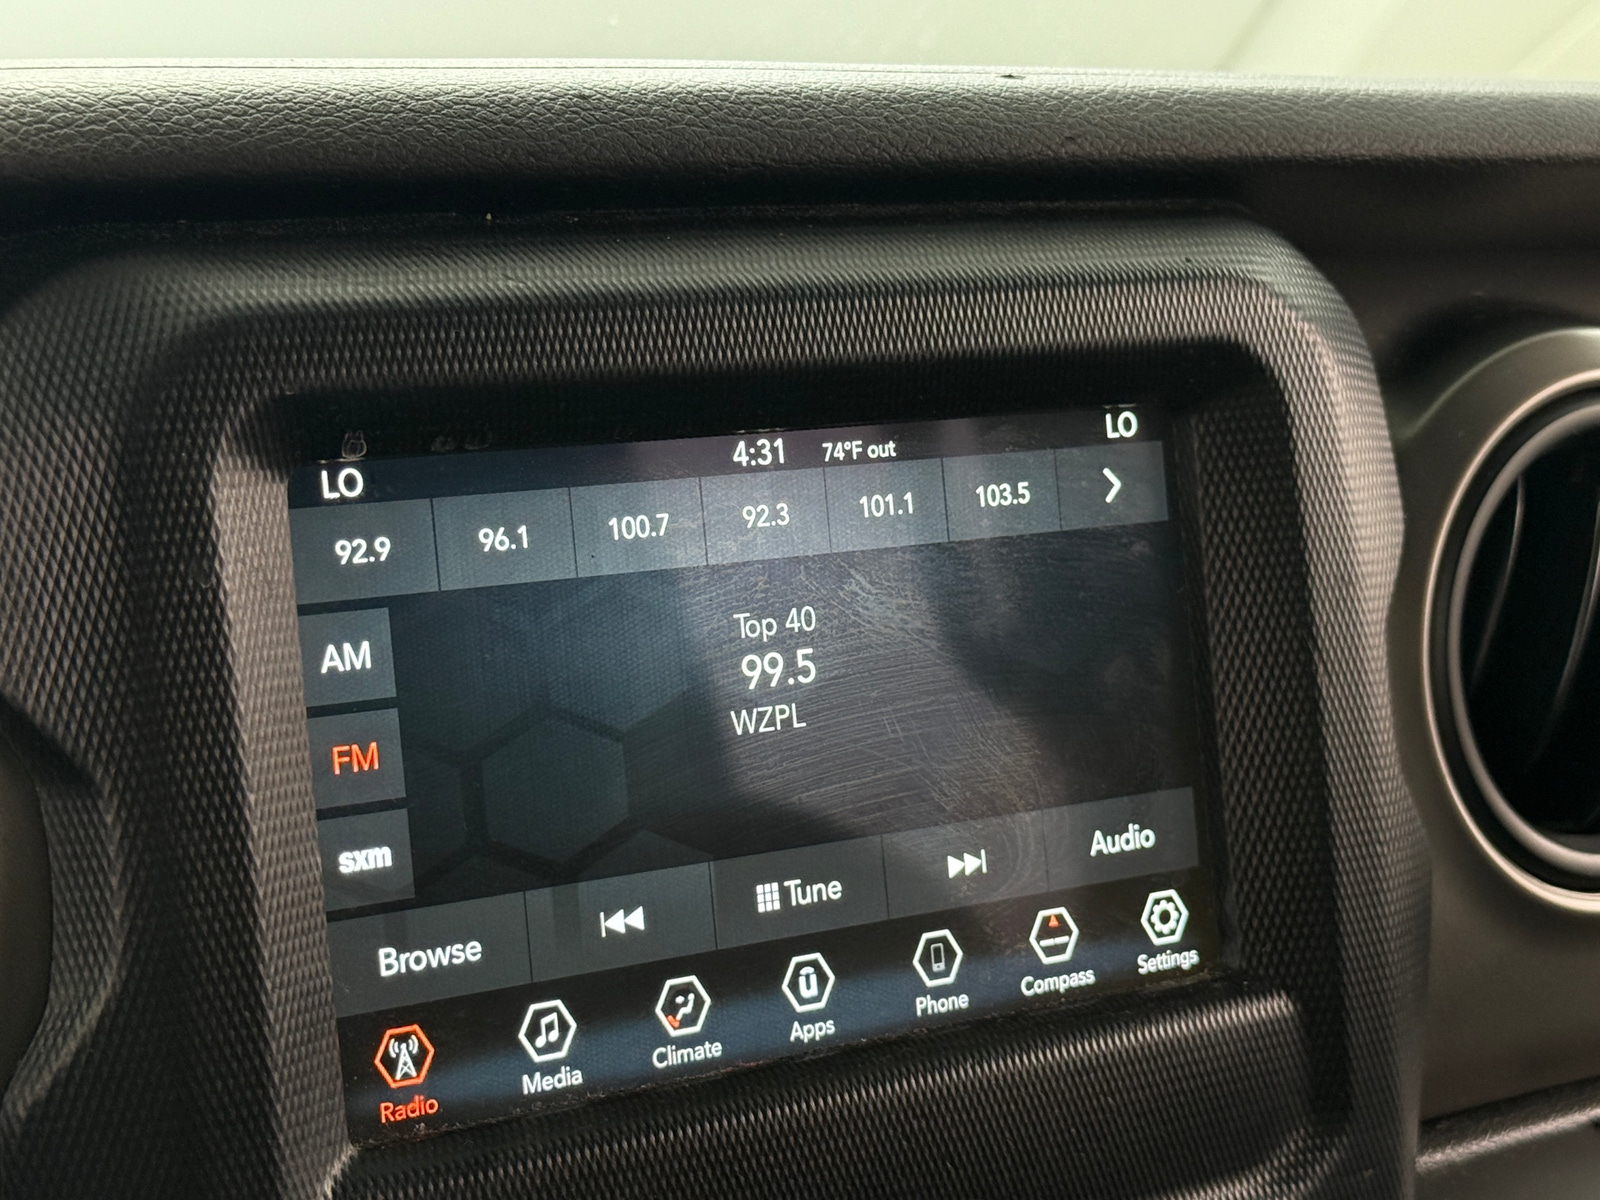 LO 4:31 74°F out LO
92.9 96.1 100.7 92.3 101.1 103.5
Top 40
99.5
WZPL
AM
FM
sxm
Browse Tune Audio
Radio Media Climate Apps Phone Compass Settings